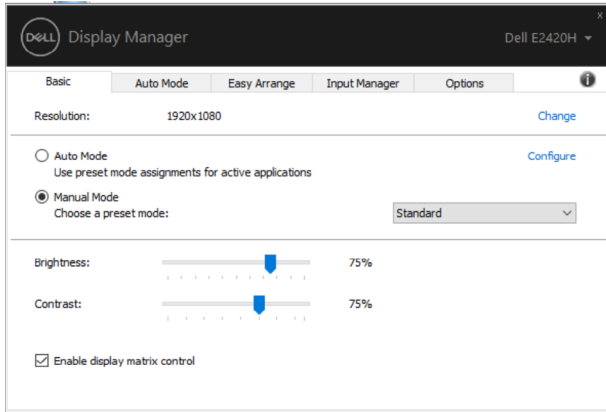 x
DELL Display Manager Dell E2420H
Basic Auto Mode Easy Arrange Input Manager Options i
Resolution: 1920x1080 Change
Auto Mode Configure
Use preset mode assignments for active applications
Manual Mode
Choose a preset mode: Standard
Brightness: 75%
Contrast: 75%
Enable display matrix control